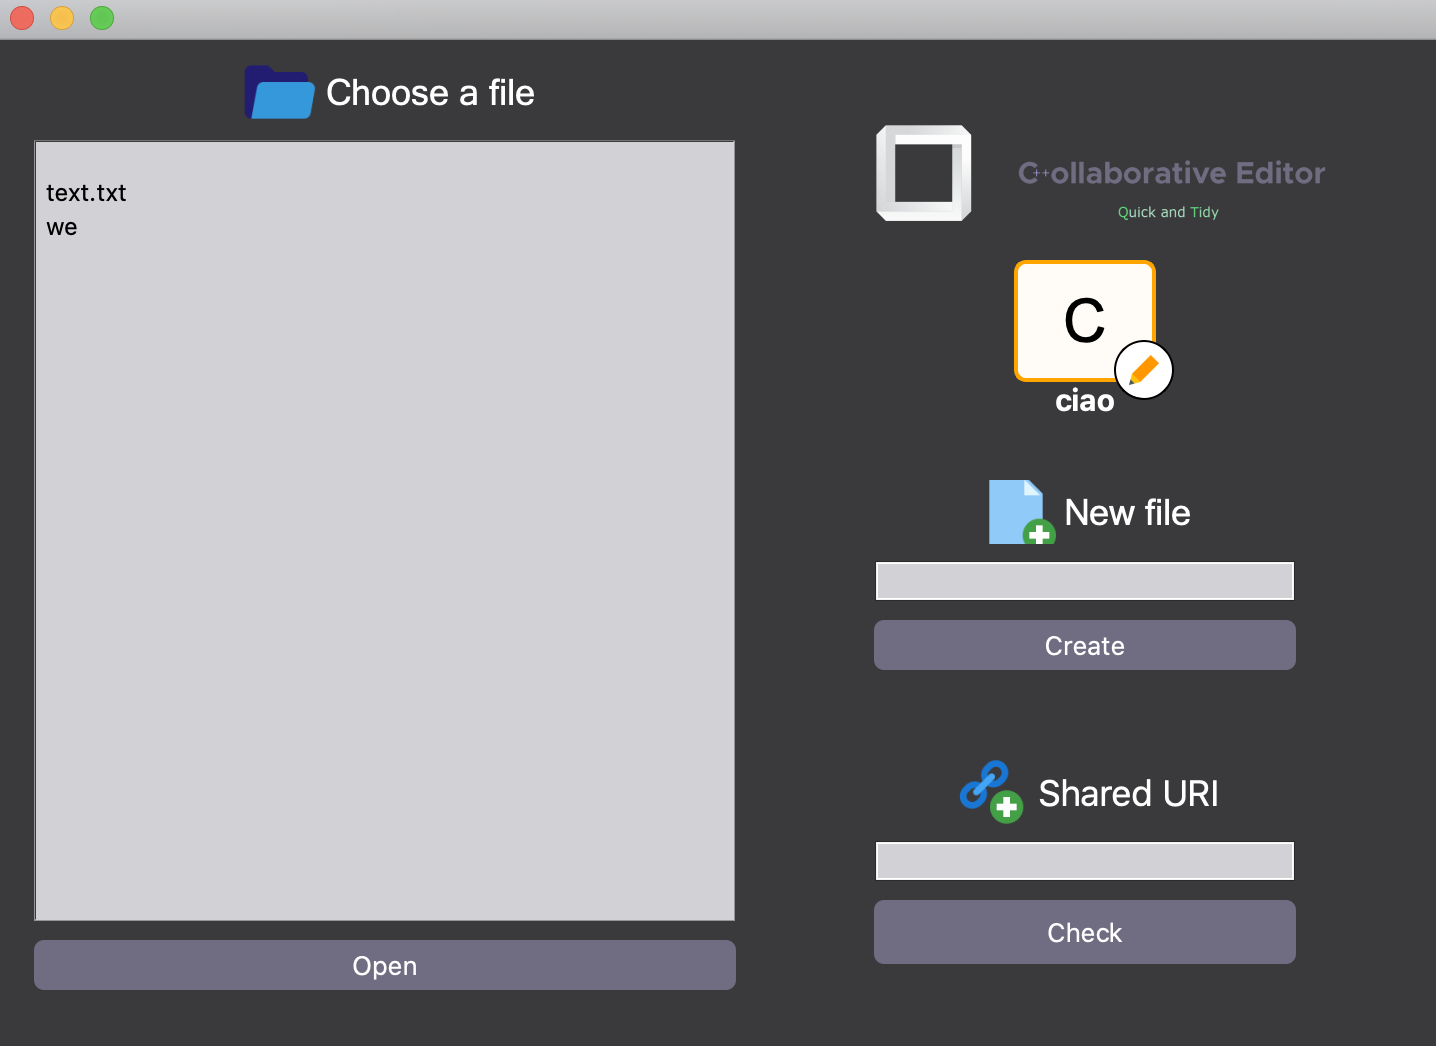 Choose a file
text.txt
we
Open
C++ollaborative Editor
Quick and Tidy
C
ciao
New file
Create
Shared URI
Check